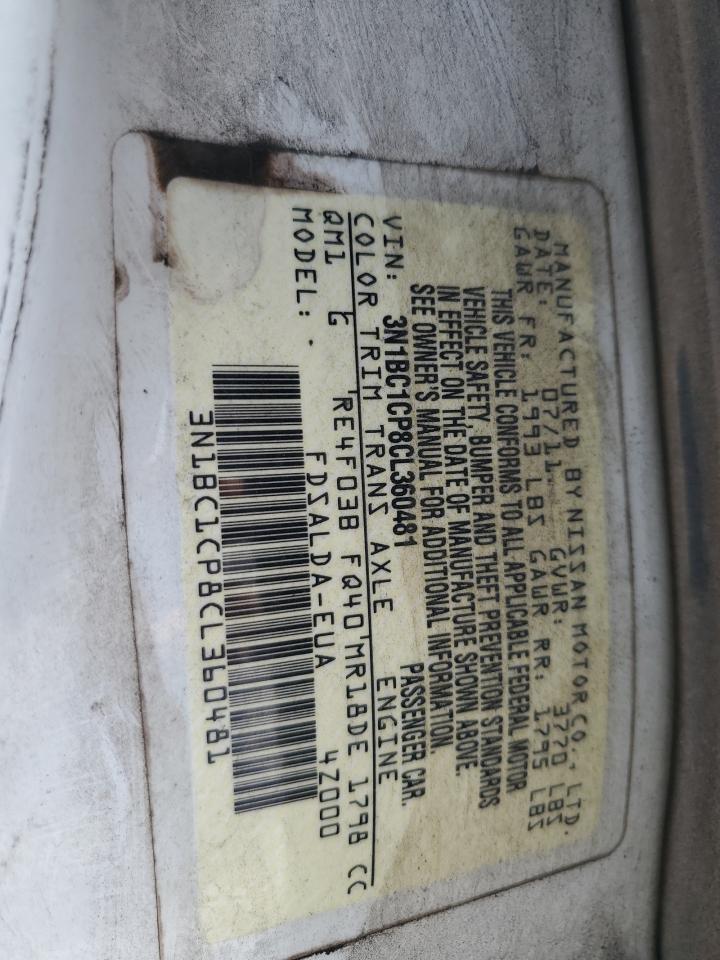 MANUFACTURED BY NISSAN MOTOR CO., LTD.
DATE: 07/11 GVWR: 3770 LBS
GAWR FR: 1993 LBS GAWR RR: 1795 LBS
THIS VEHICLE CONFORMS TO ALL APPLICABLE FEDERAL MOTOR
VEHICLE SAFETY, BUMPER AND THEFT PREVENTION STANDARDS
IN EFFECT ON THE DATE OF MANUFACTURE SHOWN ABOVE.
SEE OWNER'S MANUAL FOR ADDITIONAL INFORMATION
VIN: 3N1BC1CP8CL360481 PASSENGER CAR.
COLOR TRIM TRANS AXLE ENGINE
QM1 G RE4F03B FQ40 MR18DE 1798 CC
MODEL: FDSALDA-EUA 4Z000
3N1BC1CP8CL360481